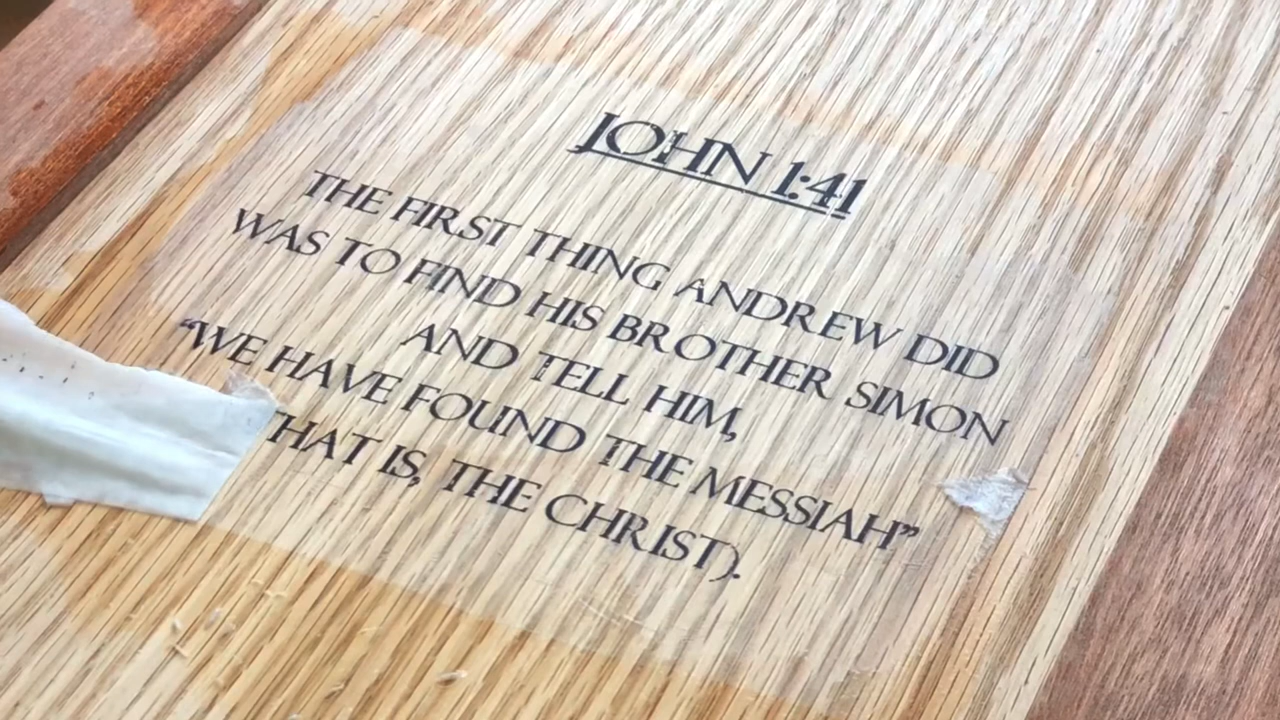 JOHN 1:41
THE FIRST THING ANDREW DID
WAS TO FIND HIS BROTHER SIMON
AND TELL HIM,
“WE HAVE FOUND THE MESSIAH”
THAT IS, THE CHRIST).